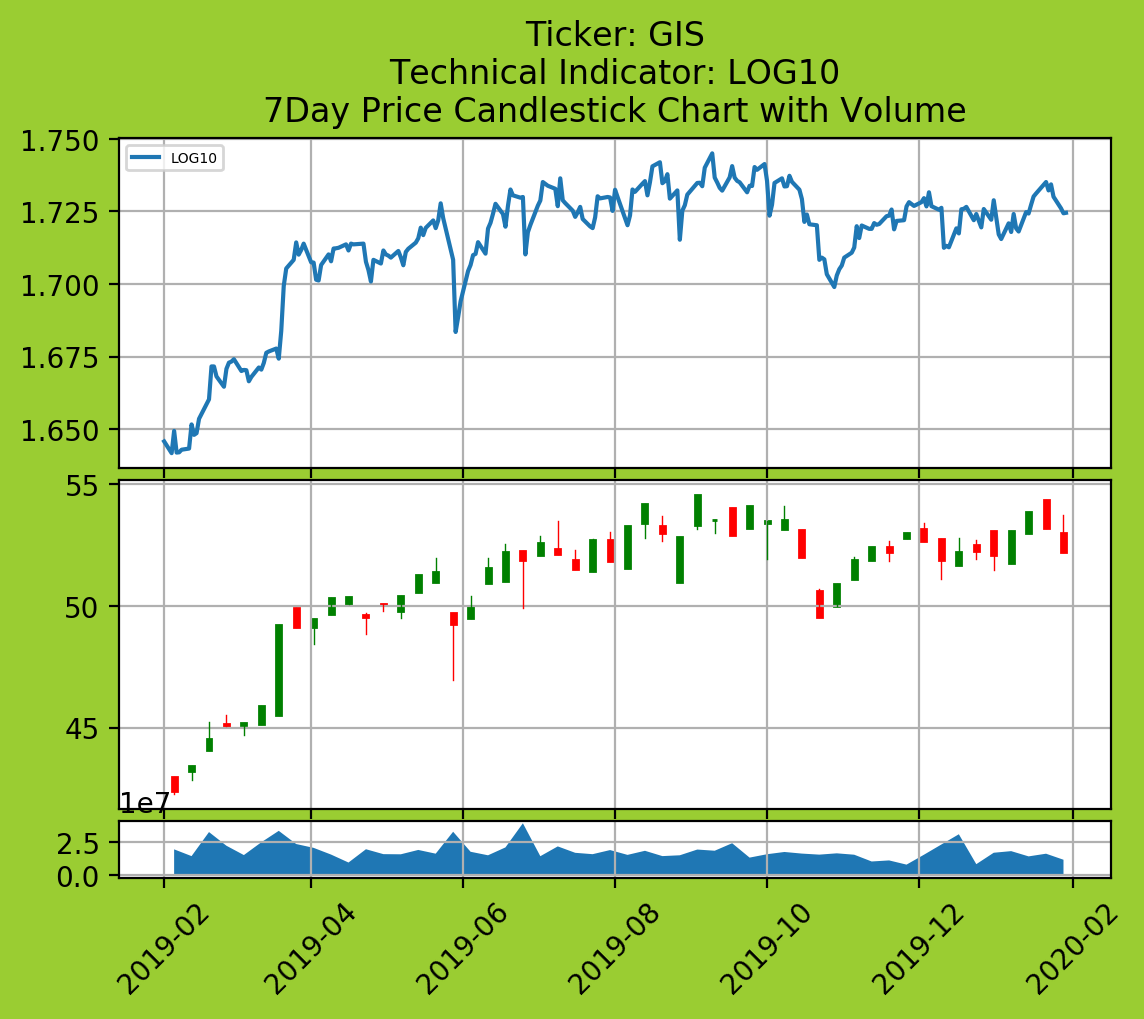 Ticker: GIS
Technical Indicator: LOG10
7Day Price Candlestick Chart with Volume
1.750
LOG10
1.725
1.700
1.675
1.650
55
50
45
1e7
2.5
0.0
2019-02 2019-04 2019-06 2019-08 2019-10 2019-12 2020-02